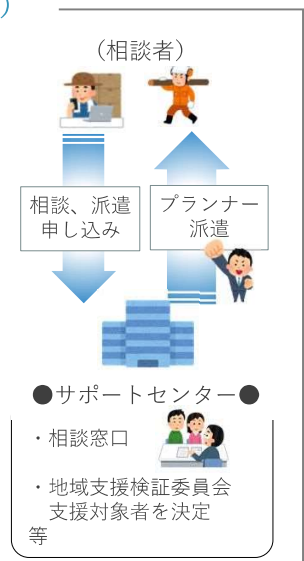 ）
（相談者）
相談、派遣
申し込み
プランナー
派遣
●サポートセンター●
・相談窓口
・地域支援検証委員会
支援対象者を決定
等